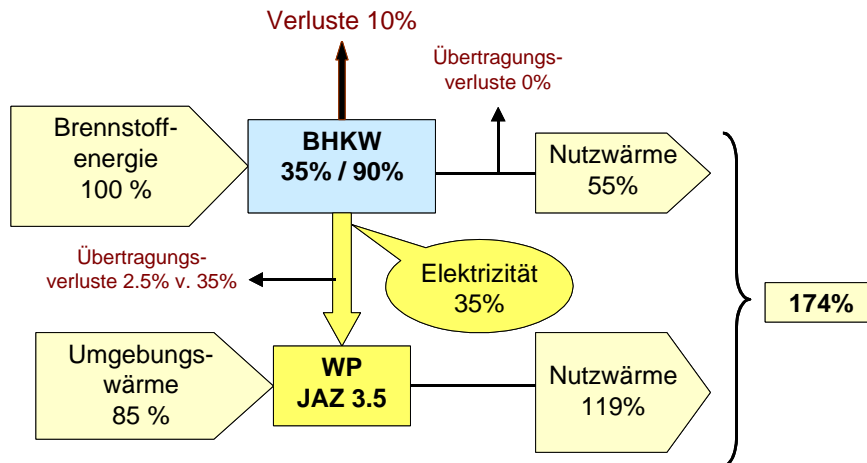 Verluste 10%
Übertragungs-
verluste 0%
Brennstoff-
energie
100 %
BHKW
35% / 90%
Nutzwärme
55%
Übertragungs-
verluste 2.5% v. 35%
Elektrizität
35%
174%
Umgebungs-
wärme
85 %
WP
JAZ 3.5
Nutzwärme
119%